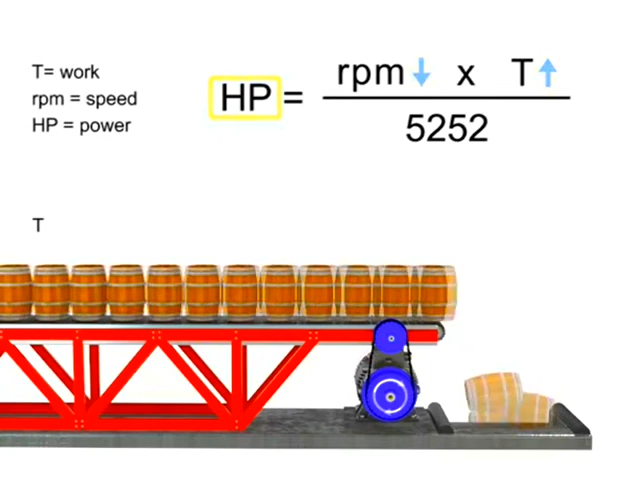 T= work
rpm = speed
HP = power
HP = rpm↓ x T↑
5252
T